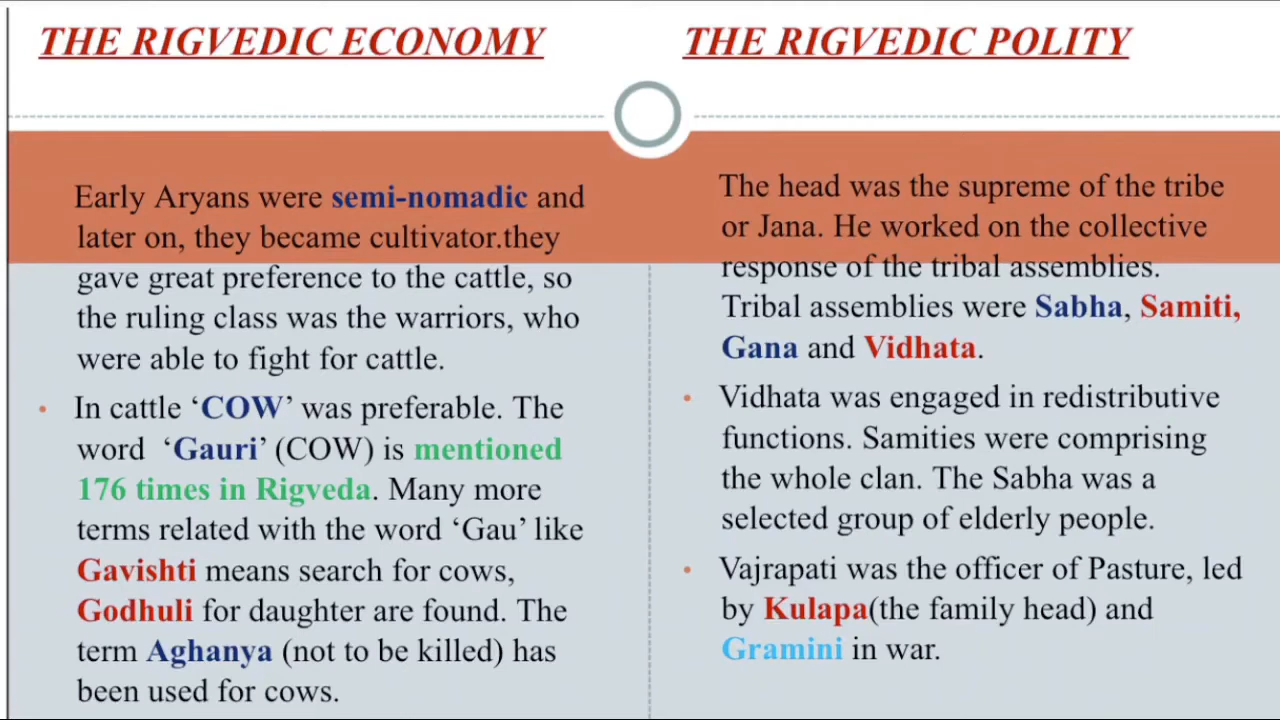 THE RIGVEDIC ECONOMY
Early Aryans were semi-nomadic and
later on, they became cultivator.they
gave great preference to the cattle, so
the ruling class was the warriors, who
were able to fight for cattle.
• In cattle ‘COW’ was preferable. The
word ‘Gauri’ (COW) is mentioned
176 times in Rigveda. Many more
terms related with the word ‘Gau’ like
Gavishti means search for cows,
Godhuli for daughter are found. The
term Aghanya (not to be killed) has
been used for cows.
THE RIGVEDIC POLITY
The head was the supreme of the tribe
or Jana. He worked on the collective
response of the tribal assemblies.
Tribal assemblies were Sabha, Samiti,
Gana and Vidhata.
• Vidhata was engaged in redistributive
functions. Samities were comprising
the whole clan. The Sabha was a
selected group of elderly people.
• Vajrapati was the officer of Pasture, led
by Kulapa(the family head) and
Gramini in war.